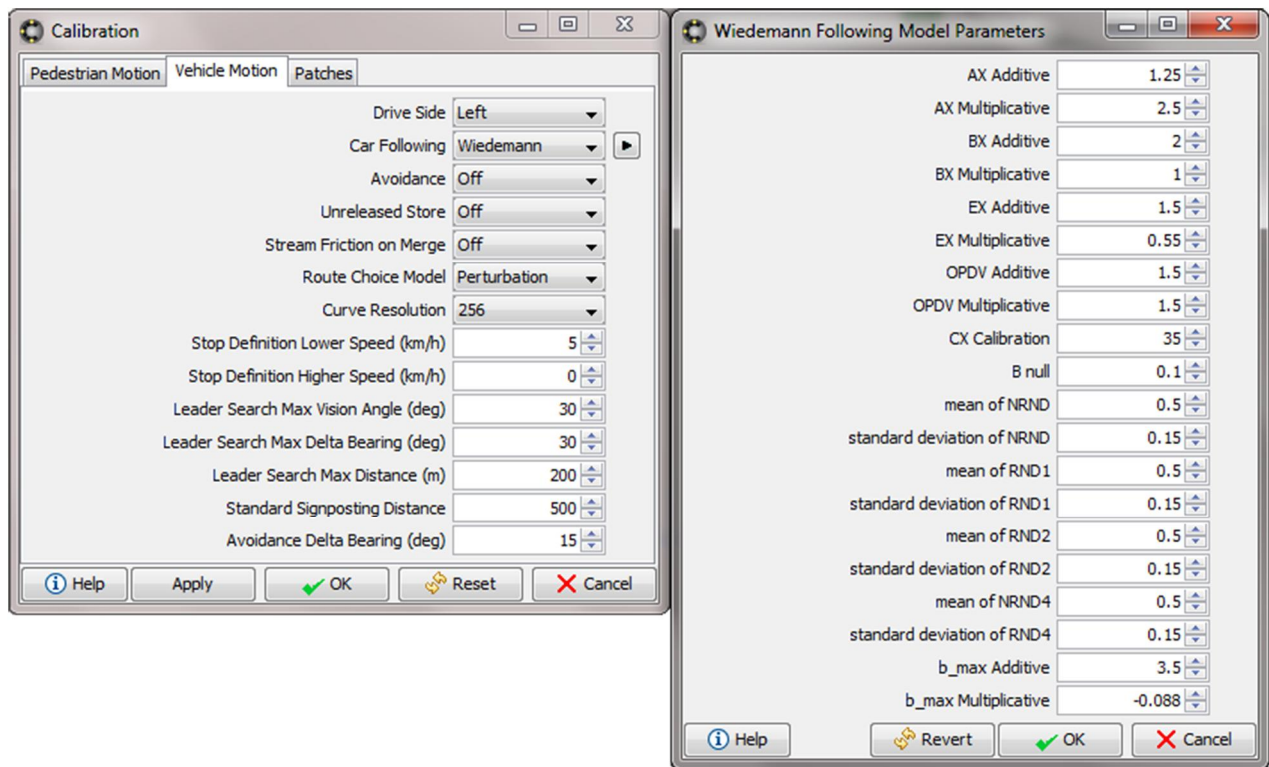 Calibration
Pedestrian Motion Vehicle Motion Patches
Drive Side Left
Car Following Wiedemann
Avoidance Off
Unreleased Store Off
Stream Friction on Merge Off
Route Choice Model Perturbation
Curve Resolution 256
Stop Definition Lower Speed (km/h) 5
Stop Definition Higher Speed (km/h) 0
Leader Search Max Vision Angle (deg) 30
Leader Search Max Delta Bearing (deg) 30
Leader Search Max Distance (m) 200
Standard Signposting Distance 500
Avoidance Delta Bearing (deg) 15
Help Apply OK Reset Cancel
Wiedemann Following Model Parameters
AX Additive 1.25
AX Multiplicative 2.5
BX Additive 2
BX Multiplicative 1
EX Additive 1.5
EX Multiplicative 0.55
OPDV Additive 1.5
OPDV Multiplicative 1.5
CX Calibration 35
B null 0.1
mean of NRND 0.5
standard deviation of NRND 0.15
mean of RND1 0.5
standard deviation of RND1 0.15
mean of RND2 0.5
standard deviation of RND2 0.15
mean of NRND4 0.5
standard deviation of RND4 0.15
b_max Additive 3.5
b_max Multiplicative -0.088
Help Revert OK Cancel